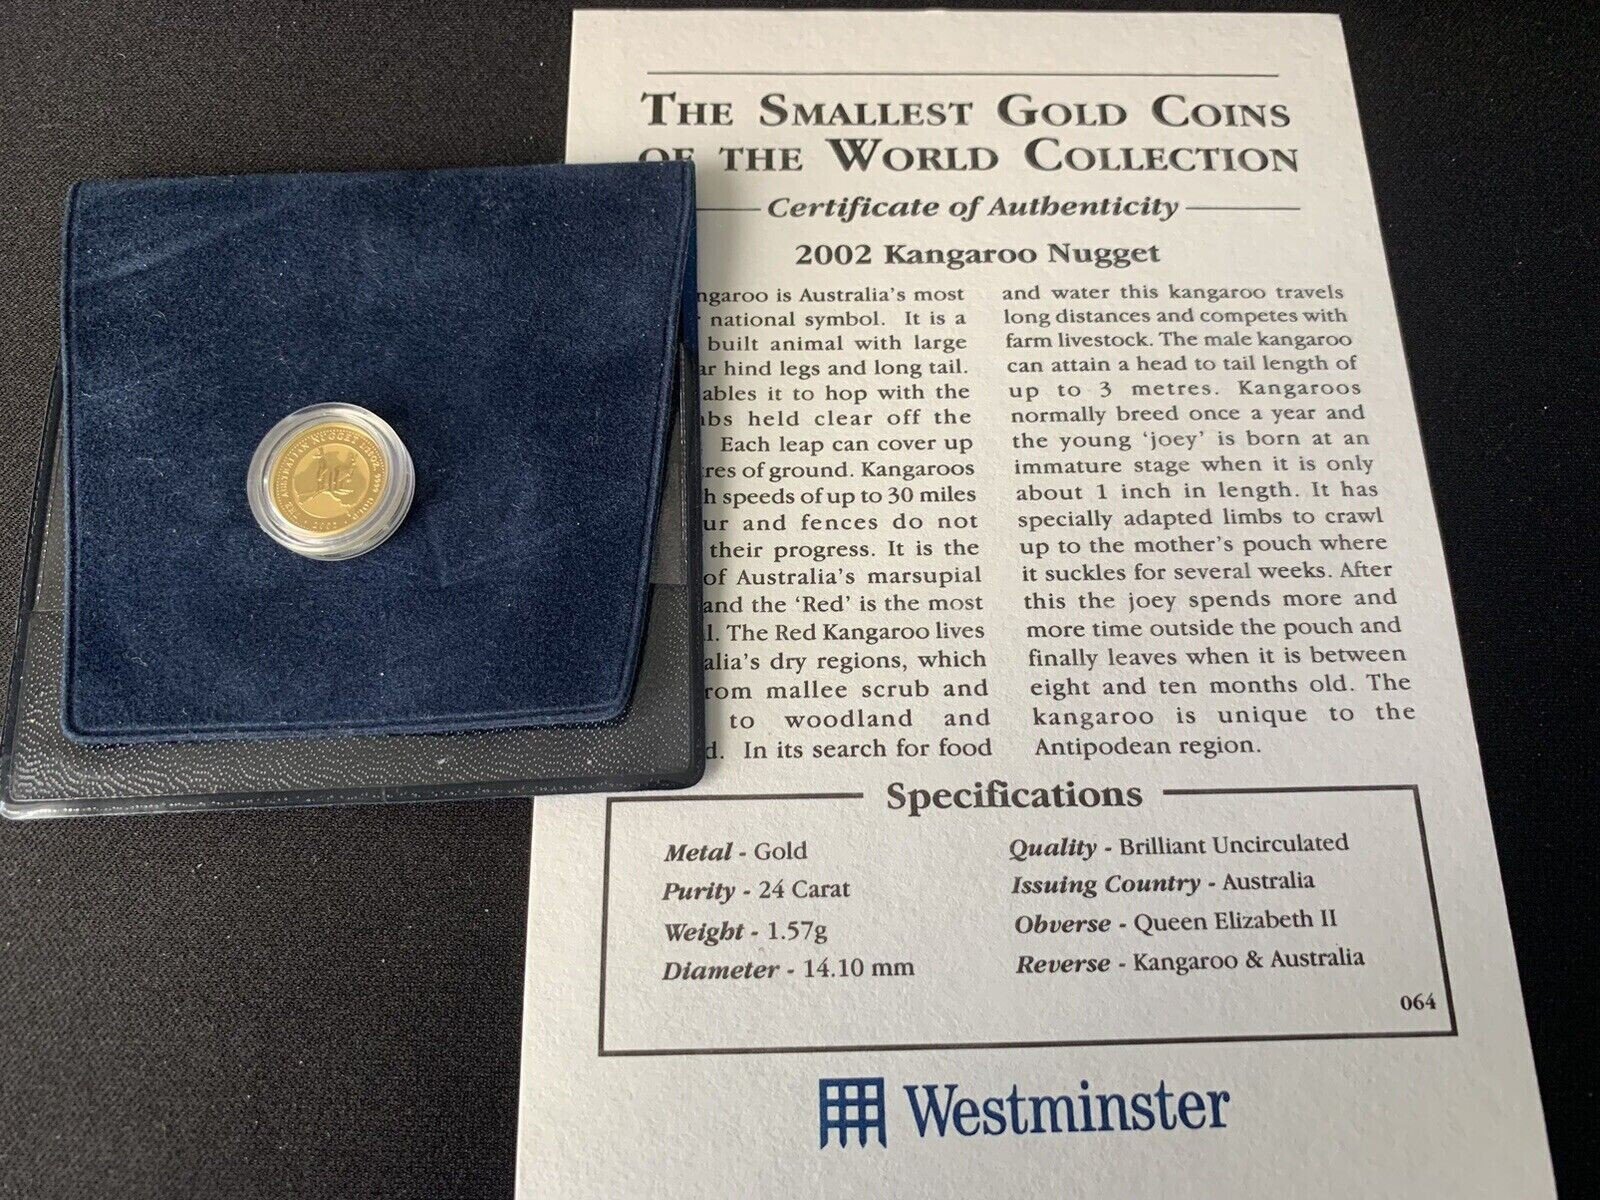 THE SMALLEST GOLD COINS
OF THE WORLD COLLECTION
Certificate of Authenticity
2002 Kangaroo Nugget
ngaroo is Australia's most
national symbol. It is a
built animal with large
ar hind legs and long tail.
ables it to hop with the
bs held clear off the
Each leap can cover up
res of ground. Kangaroos
h speeds of up to 30 miles
ur and fences do not
their progress. It is the
of Australia's marsupial
and the 'Red' is the most
l. The Red Kangaroo lives
alia's dry regions, which
rom mallee scrub and
to woodland and
d. In its search for food
and water this kangaroo travels
long distances and competes with
farm livestock. The male kangaroo
can attain a head to tail length of
up to 3 metres. Kangaroos
normally breed once a year and
the young 'joey' is born at an
immature stage when it is only
about 1 inch in length. It has
specially adapted limbs to crawl
up to the mother's pouch where
it suckles for several weeks. After
this the joey spends more and
more time outside the pouch and
finally leaves when it is between
eight and ten months old. The
kangaroo is unique to the
Antipodean region.
Specifications
Metal - Gold
Purity - 24 Carat
Weight - 1.57g
Diameter - 14.10 mm
Quality - Brilliant Uncirculated
Issuing Country - Australia
Obverse - Queen Elizabeth II
Reverse - Kangaroo & Australia
064
Westminster
THE AUSTRALIAN NUGGET 9999 GOLD
2002